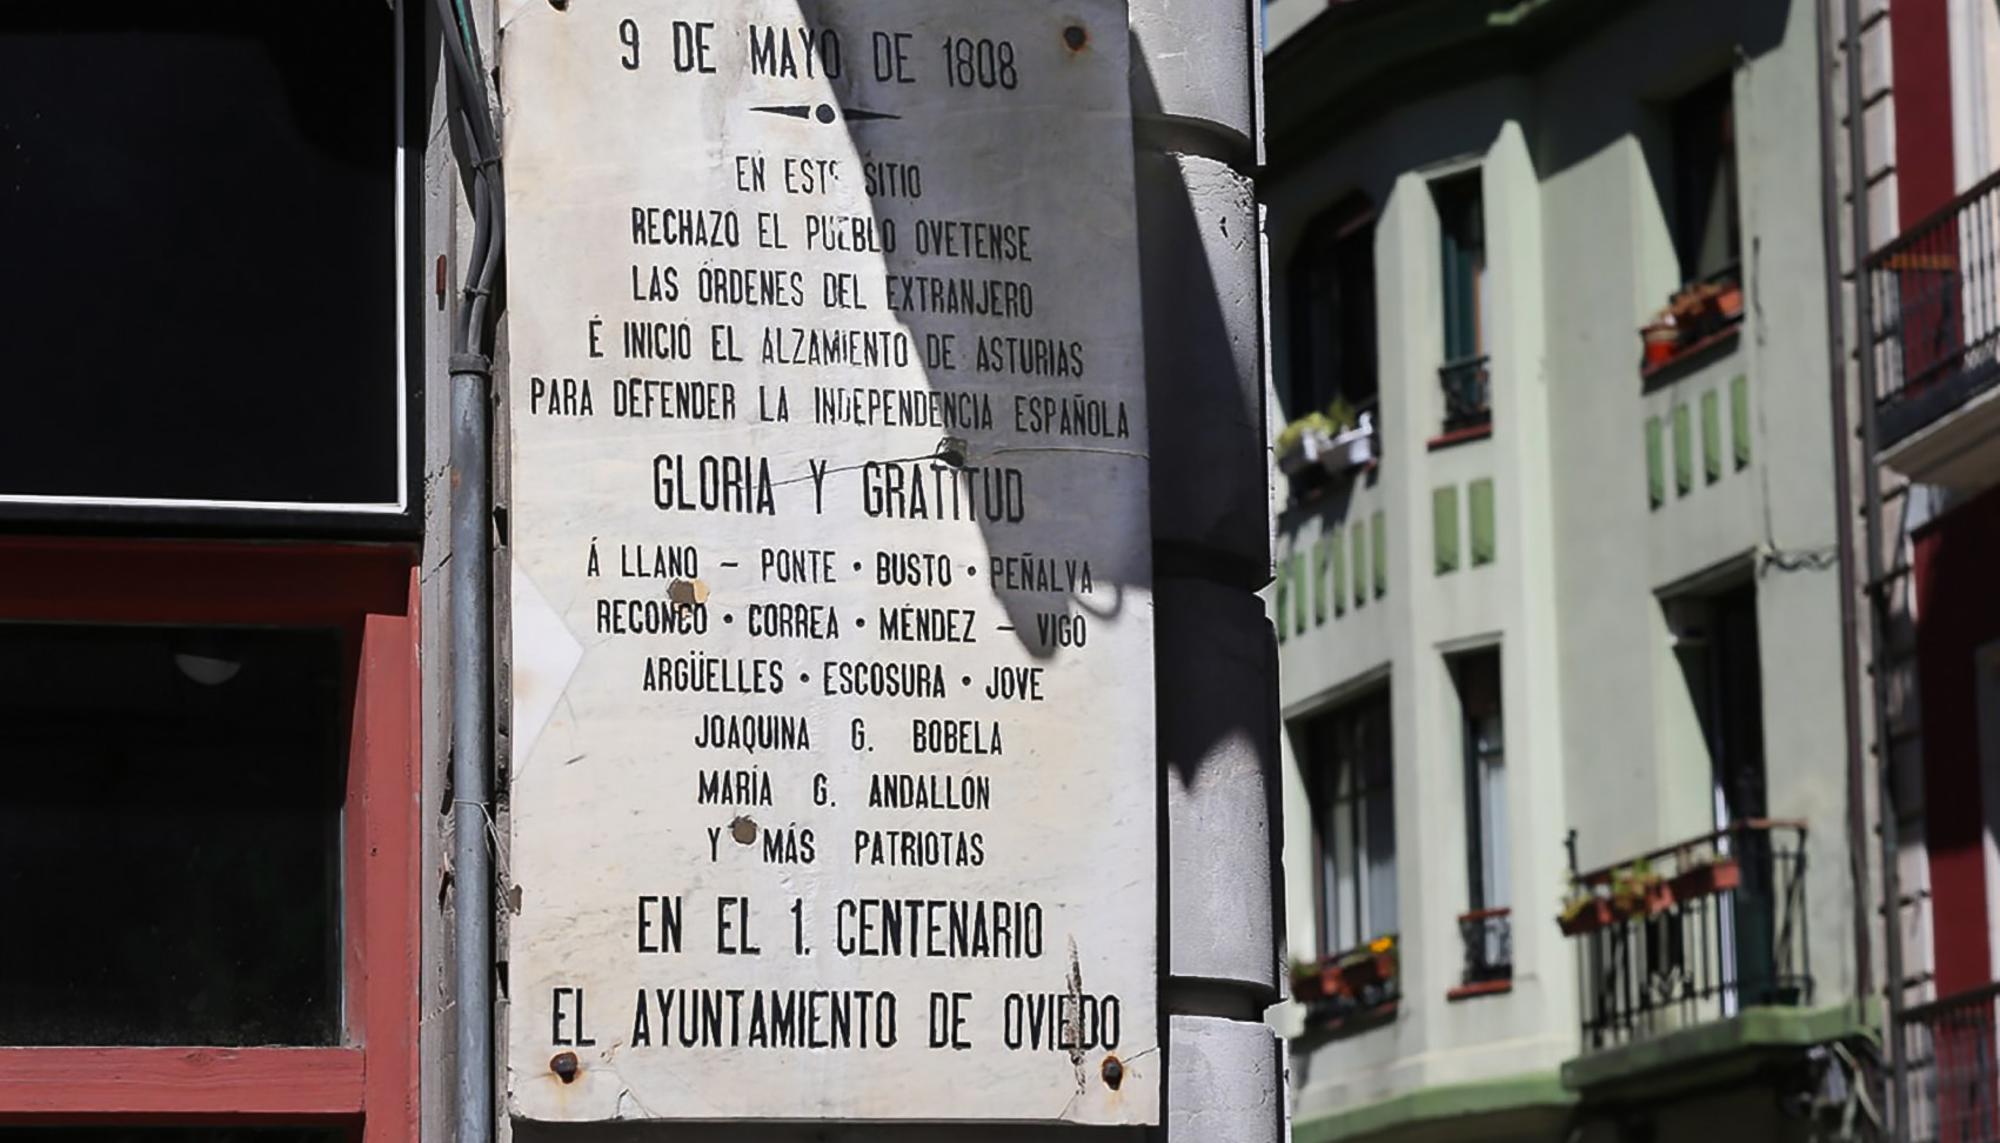 9 DE MAYO DE 1808
EN ESTE SITIO
RECHAZO EL PUEBLO OVETENSE
LAS ÓRDENES DEL EXTRANJERO
É INICIÓ EL ALZAMIENTO DE ASTURIAS
PARA DEFENDER LA INDEPENDENCIA ESPAÑOLA
GLORIA Y GRATITUD
Á LLANO – PONTE • BUSTO • PEÑALVA
RECONCO • CORREA • MÉNDEZ – VIGO
ARGÜELLES • ESCOSURA • JOVE
JOAQUINA G. BOBELA
MARÍA G. ANDALLÓN
Y MÁS PATRIOTAS
EN EL 1. CENTENARIO
EL AYUNTAMIENTO DE OVIEDO